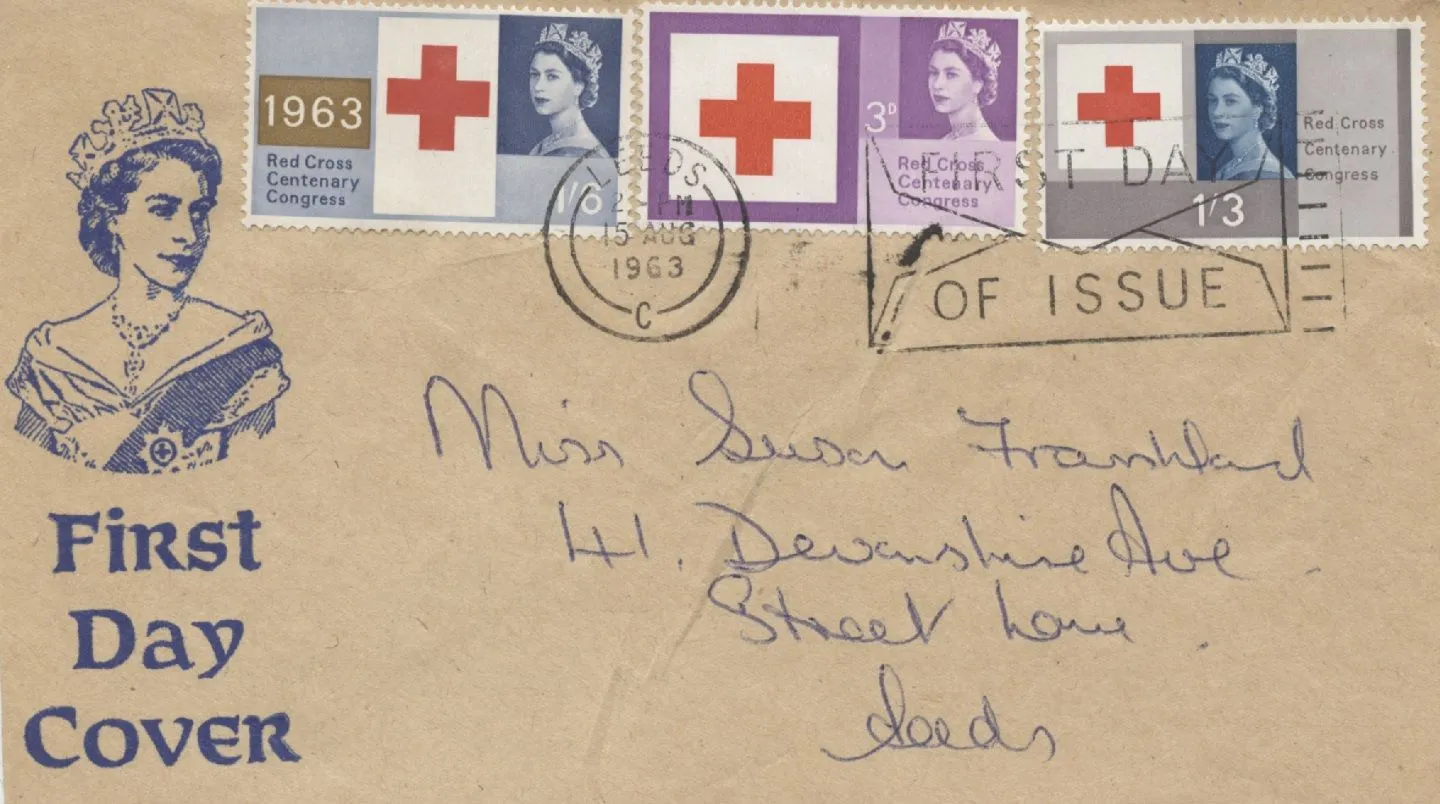 1963
Red Cross
Centenary
Congress
1/6
3D
Red Cross
Centenary
Congress
Red Cross
Centenary
Congress
1/3
LEEDS
PM
15 AUG
1963
C
FIRST DAY
OF ISSUE
First
Day
Cover
Miss Susan Frankland
41. Devonshire Ave.
Street Lane.
Leeds